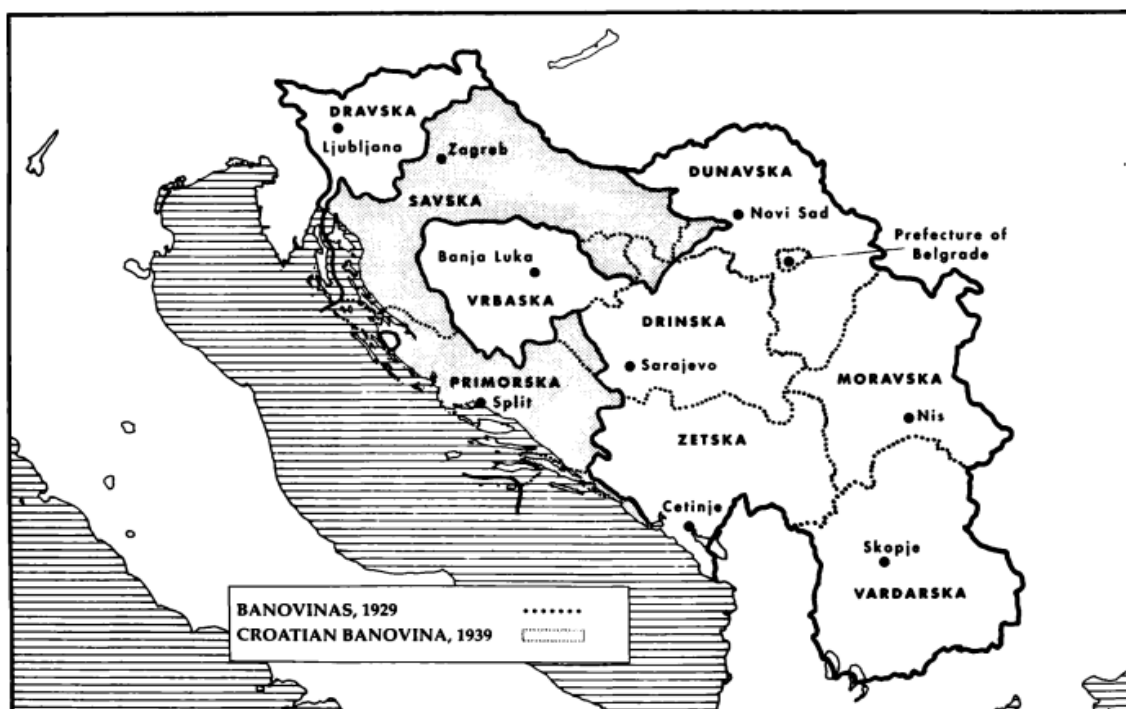 DRAVSKA
Ljubljana
Zagreb
SAVSKA
DUNAVSKA
Novi Sad
Prefecture of
Belgrade
Banja Luka
VRBASKA
DRINSKA
Sarajevo
PRIMORSKA
Split
MORAVSKA
Nis
ZETSKA
Cetinje
Skopje
VARDARSKA
BANOVINAS, 1929
CROATIAN BANOVINA, 1939